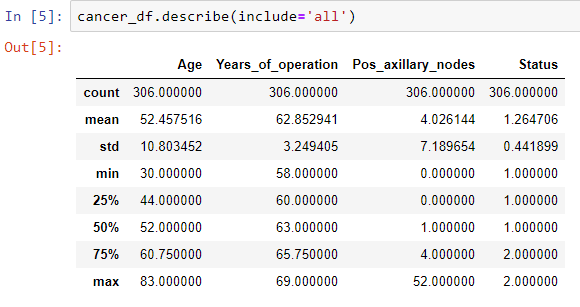 In [5]: cancer_df.describe(include='all')
Out[5]:
Age Years_of_operation Pos_axillary_nodes Status
count 306.000000 306.000000 306.000000 306.000000
mean 52.457516 62.852941 4.026144 1.264706
std 10.803452 3.249405 7.189654 0.441899
min 30.000000 58.000000 0.000000 1.000000
25% 44.000000 60.000000 0.000000 1.000000
50% 52.000000 63.000000 1.000000 1.000000
75% 60.750000 65.750000 4.000000 2.000000
max 83.000000 69.000000 52.000000 2.000000